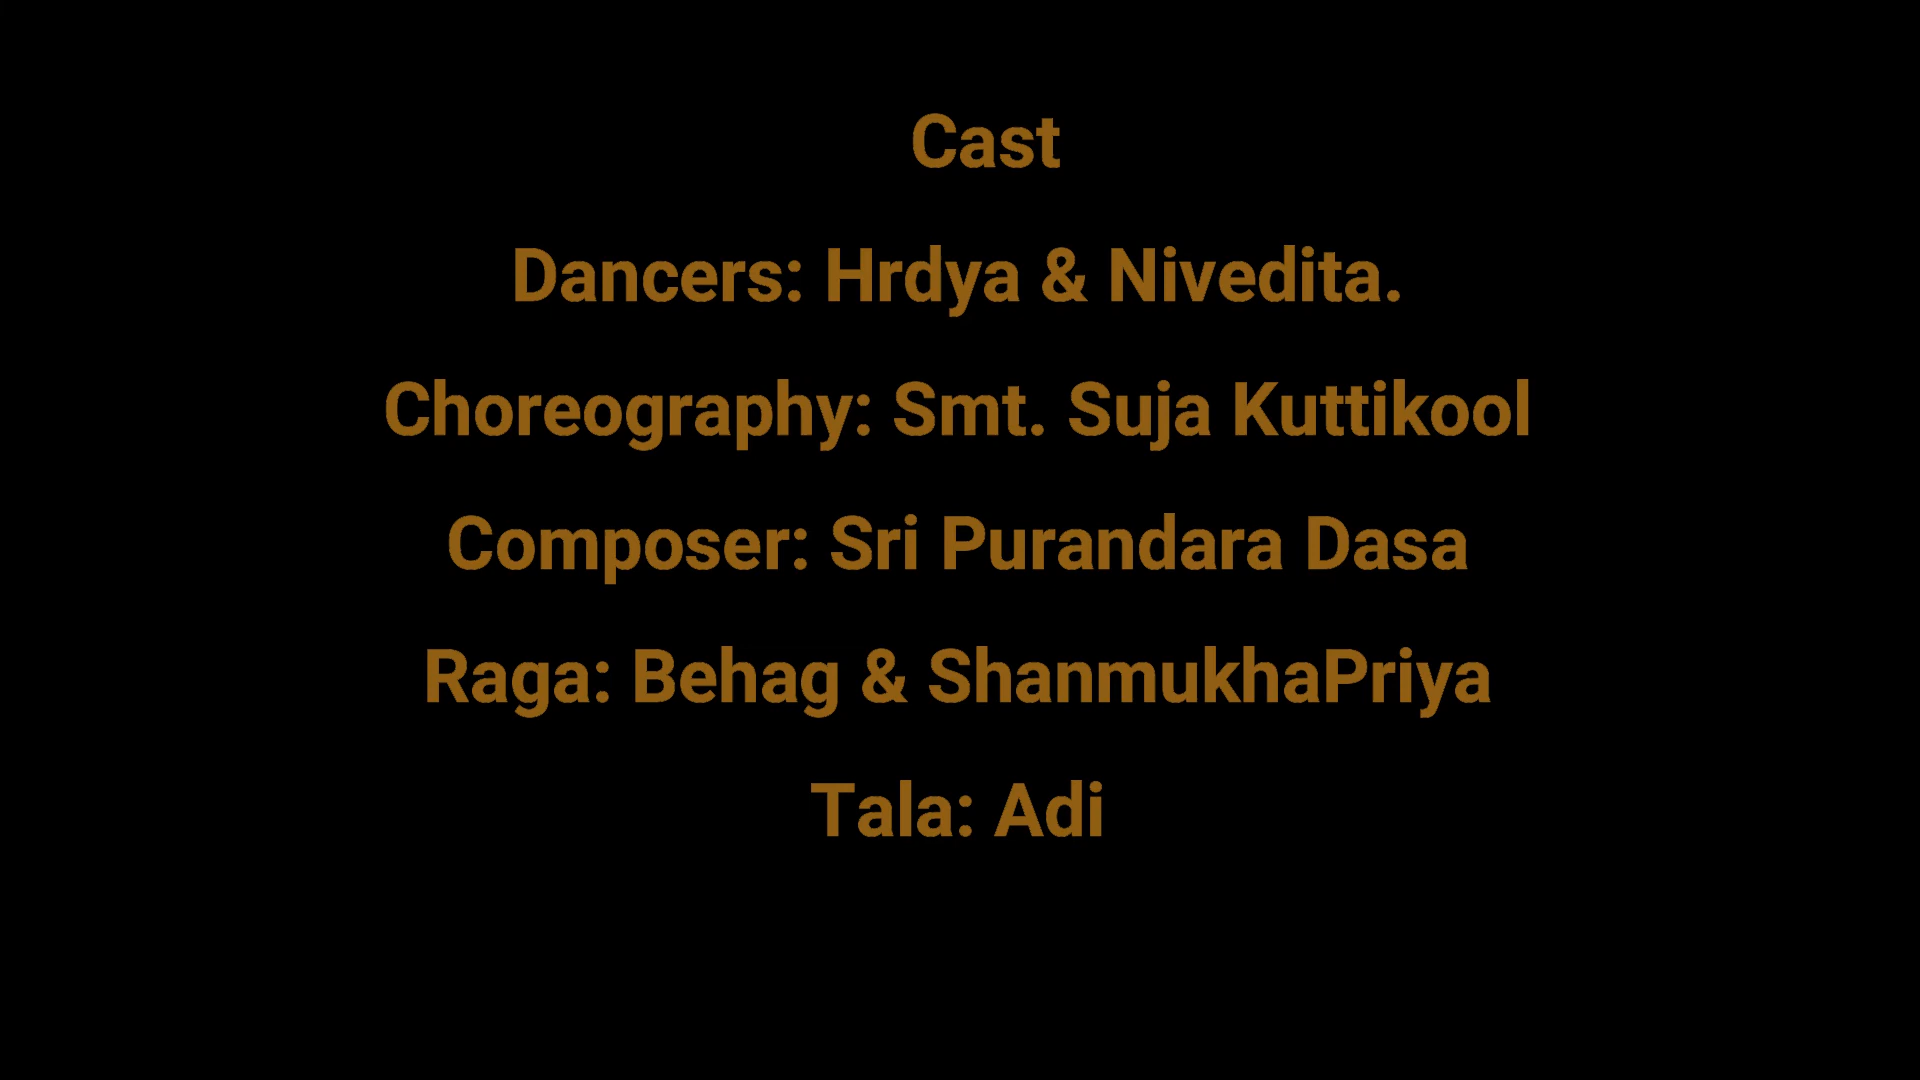 Cast
Dancers: Hrdya & Nivedita.
Choreography: Smt. Suja Kuttikool
Composer: Sri Purandara Dasa
Raga: Behag & ShanmukhaPriya
Tala: Adi